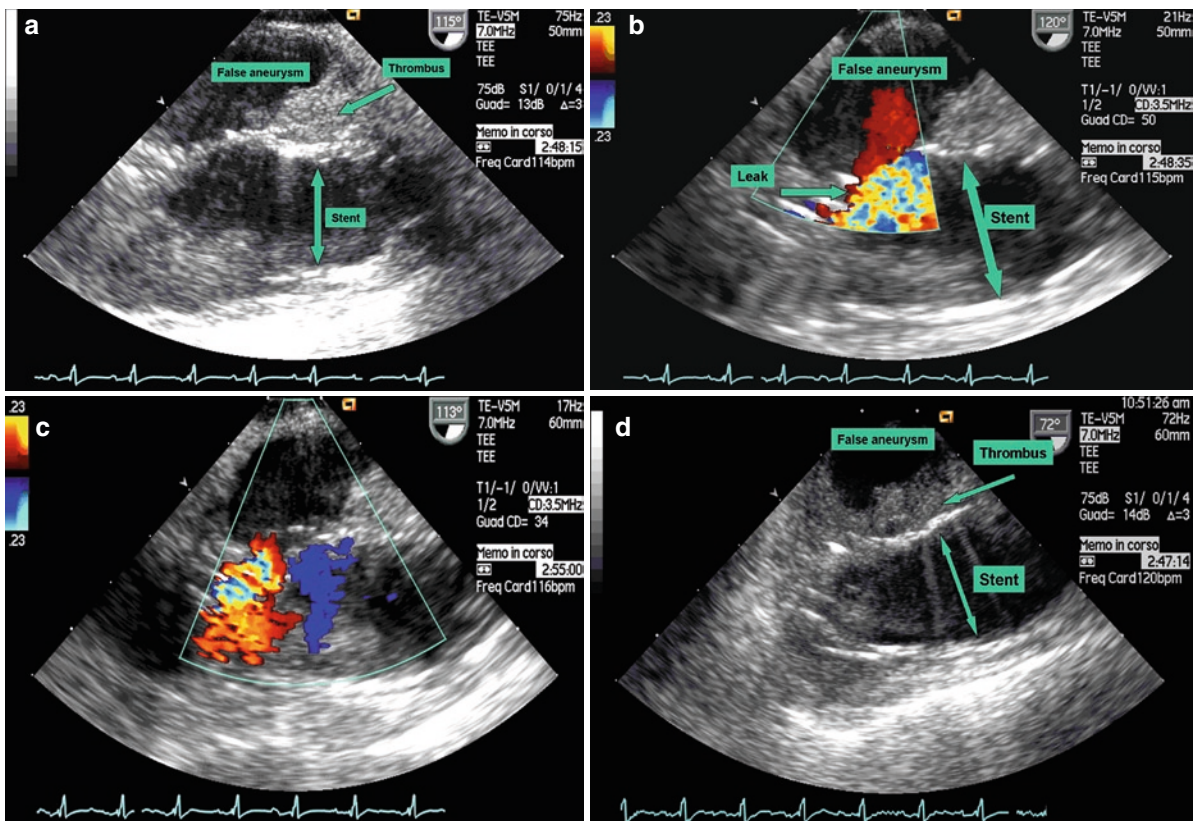 a
115°
TE-V5M 75Hz
7.0MHz 50mm
TEE
TEE
75dB S1/ 0/1/ 4
Guad= 13dB Δ=3
Memo in corso
2:48:15
Freq Card114bpm
False aneurysm
Thrombus
Stent
b
120°
TE-V5M 21Hz
7.0MHz 50mm
TEE
TEE
T1/-1/ 0/VV:1
1/2 CD:3.5MHz
Guad CD= 50
Memo in corso
2:48:35
Freq Card115bpm
.23
.23
False aneurysm
Leak
Stent
c
113°
TE-V5M 17Hz
7.0MHz 60mm
TEE
TEE
T1/-1/ 0/VV:1
1/2 CD:3.5MHz
Guad CD= 34
Memo in corso
2:55:00
Freq Card116bpm
.23
.23
d
10:51:26 am
72°
TE-V5M 72Hz
7.0MHz 60mm
TEE
TEE
75dB S1/ 0/1/4
Guad= 14dB Δ=3
Memo in corso
2:47:14
Freq Card120bpm
False aneurysm
Thrombus
Stent